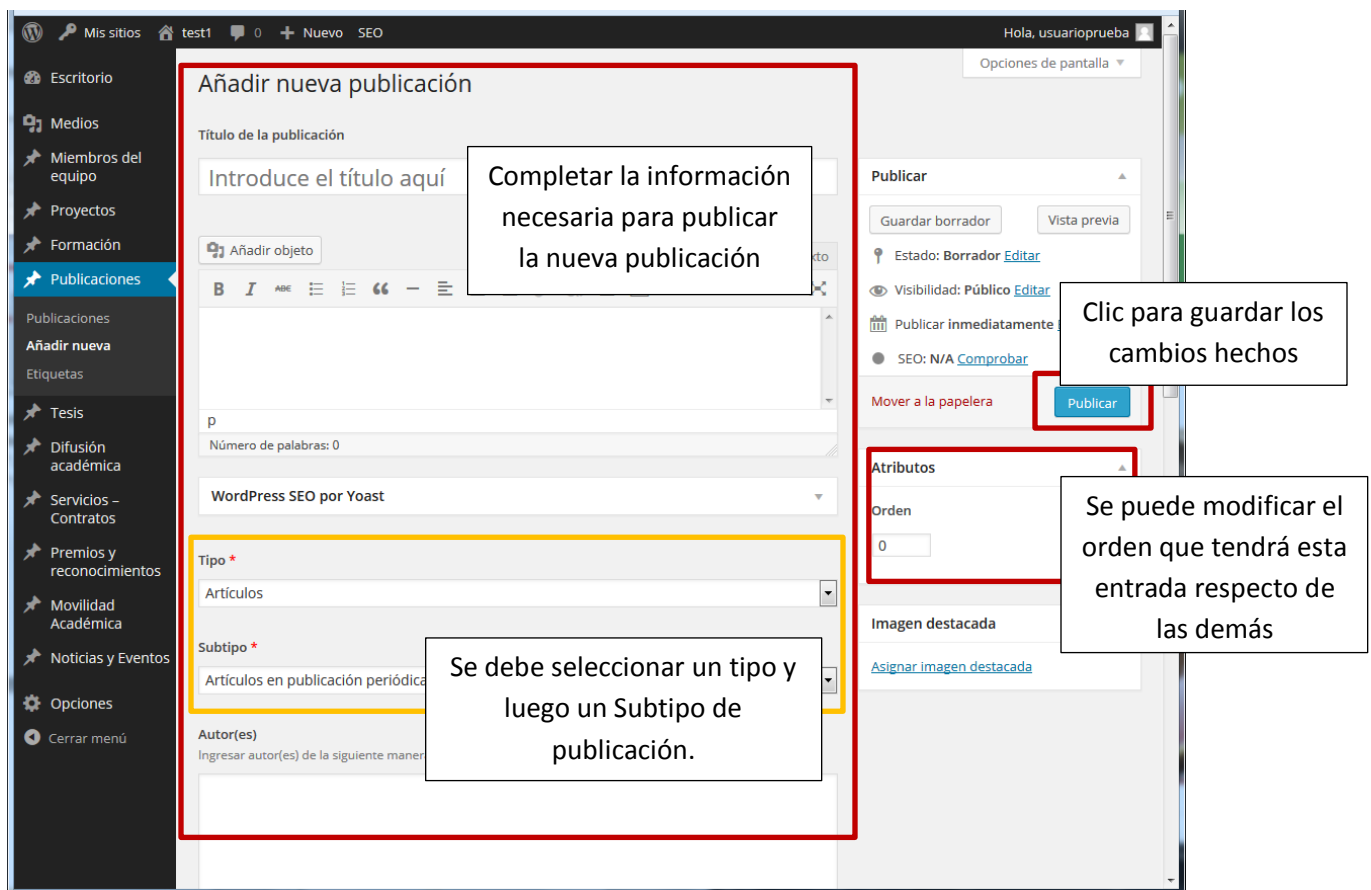 Mis sitios test1 0 + Nuevo SEO Hola, usuarioprueba
Opciones de pantalla
Escritorio
Medios
Miembros del
equipo
Proyectos
Formación
Publicaciones
Publicaciones
Añadir nueva
Etiquetas
Tesis
Difusión
académica
Servicios –
Contratos
Premios y
reconocimientos
Movilidad
Académica
Noticias y Eventos
Opciones
Cerrar menú
Añadir nueva publicación
Título de la publicación
Introduce el título aquí
Completar la información
necesaria para publicar
la nueva publicación
Añadir objeto
B I ABC
p
Número de palabras: 0
WordPress SEO por Yoast
Tipo *
Artículos
Subtipo *
Artículos en publicación periódica
Se debe seleccionar un tipo y
luego un Subtipo de
publicación.
Autor(es)
Ingresar autor(es) de la siguiente
Publicar
Guardar borrador Vista previa
Estado: Borrador Editar
Visibilidad: Público Editar
Publicar inmediatamente
SEO: N/A Comprobar
Mover a la papelera Publicar
Clic para guardar los
cambios hechos
Atributos
Orden
0
Se puede modificar el
orden que tendrá esta
entrada respecto de
las demás
Imagen destacada
Asignar imagen destacada